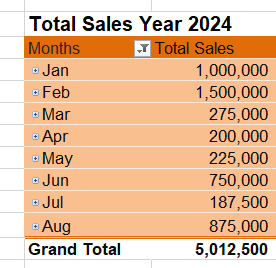 Total Sales Year 2024
Months Total Sales
Jan 1,000,000
Feb 1,500,000
Mar 275,000
Apr 200,000
May 225,000
Jun 750,000
Jul 187,500
Aug 875,000
Grand Total 5,012,500